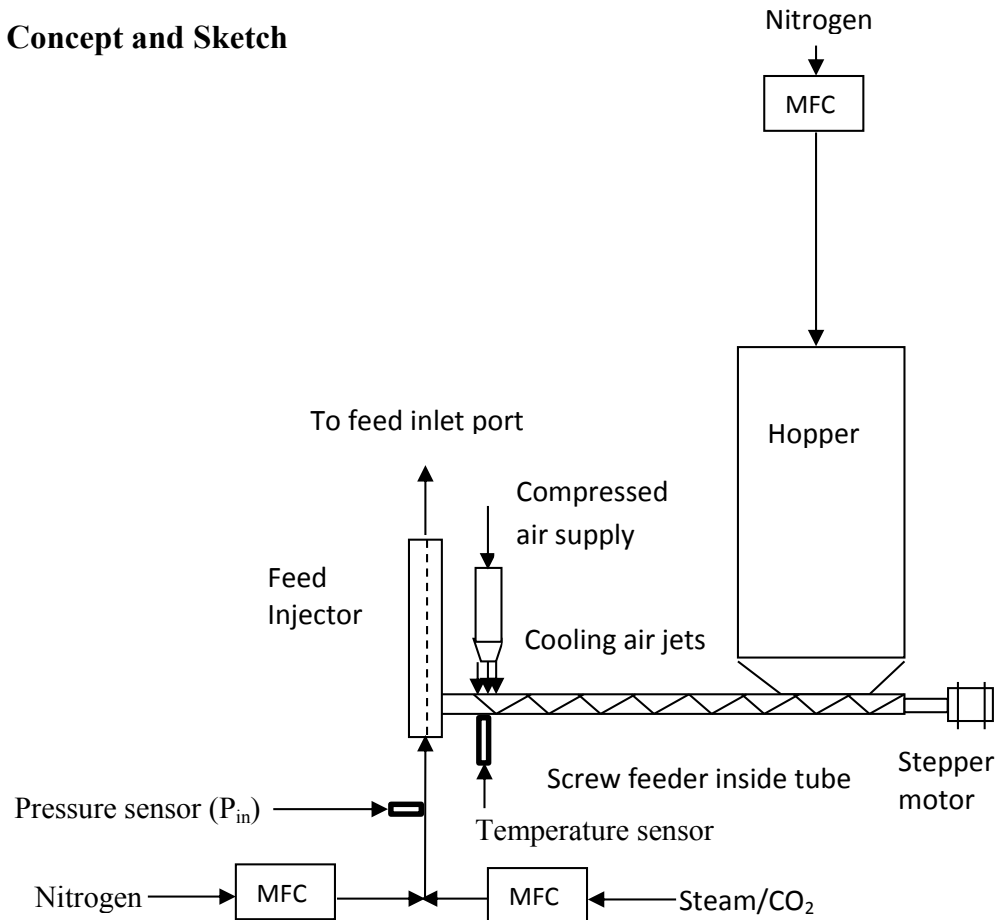 Concept and Sketch
Nitrogen
MFC
Hopper
To feed inlet port
Compressed
air supply
Feed
Injector
Cooling air jets
Screw feeder inside tube
Stepper
motor
Pressure sensor (Pin)
Temperature sensor
Nitrogen
MFC
MFC
Steam/CO2